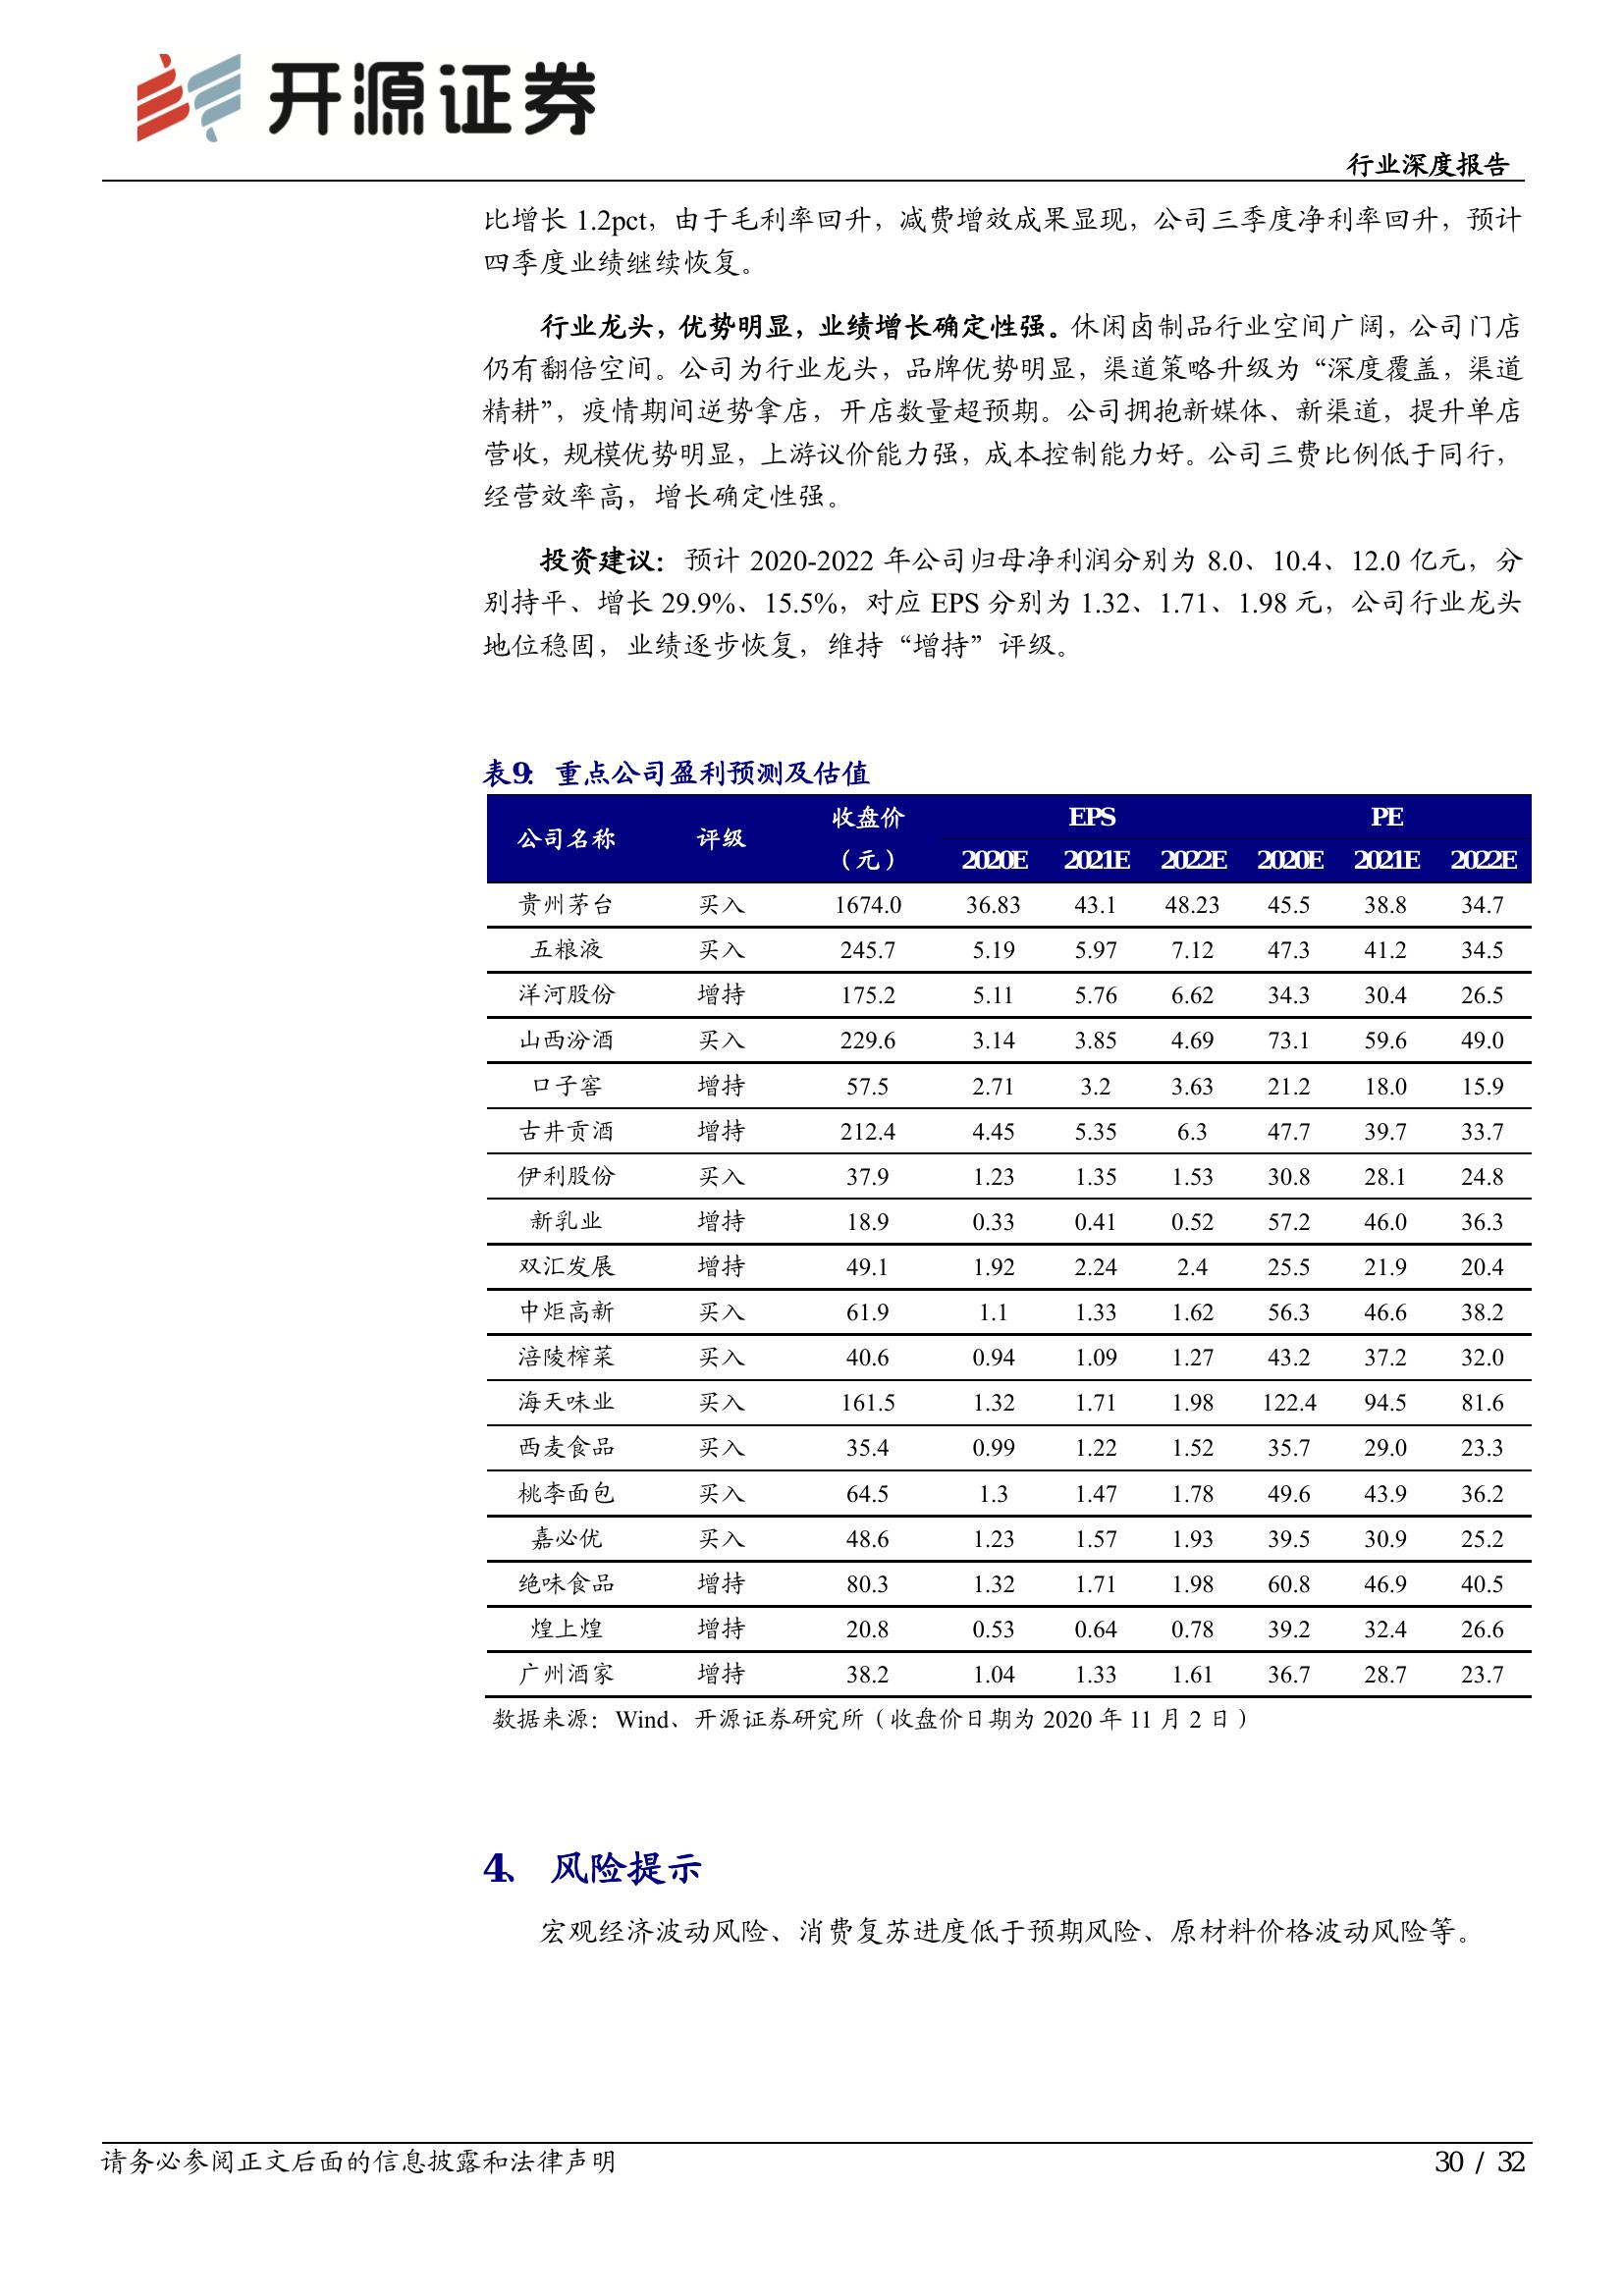 开源证券
行业深度报告
比增长 1.2pct，由于毛利率回升，减费增效成果显现，公司三季度净利率回升，预计
四季度业绩继续恢复。
行业龙头，优势明显，业绩增长确定性强。休闲卤制品行业空间广阔，公司门店
仍有翻倍空间。公司为行业龙头，品牌优势明显，渠道策略升级为“深度覆盖，渠道
精耕”，疫情期间逆势拿店，开店数量超预期。公司拥抱新媒体、新渠道，提升单店
营收，规模优势明显，上游议价能力强，成本控制能力好。公司三费比例低于同行，
经营效率高，增长确定性强。
投资建议：预计 2020-2022 年公司归母净利润分别为 8.0、10.4、12.0 亿元，分
别持平、增长 29.9%、15.5%，对应 EPS 分别为 1.32、1.71、1.98 元，公司行业龙头
地位稳固，业绩逐步恢复，维持“增持”评级。
表9： 重点公司盈利预测及估值
公司名称 评级 收盘价（元） EPS PE
2020E 2021E 2022E 2020E 2021E 2022E
贵州茅台 买入 1674.0 36.83 43.1 48.23 45.5 38.8 34.7
五粮液 买入 245.7 5.19 5.97 7.12 47.3 41.2 34.5
洋河股份 增持 175.2 5.11 5.76 6.62 34.3 30.4 26.5
山西汾酒 买入 229.6 3.14 3.85 4.69 73.1 59.6 49.0
口子窖 增持 57.5 2.71 3.2 3.63 21.2 18.0 15.9
古井贡酒 增持 212.4 4.45 5.35 6.3 47.7 39.7 33.7
伊利股份 买入 37.9 1.23 1.35 1.53 30.8 28.1 24.8
新乳业 增持 18.9 0.33 0.41 0.52 57.2 46.0 36.3
双汇发展 增持 49.1 1.92 2.24 2.4 25.5 21.9 20.4
中炬高新 买入 61.9 1.1 1.33 1.62 56.3 46.6 38.2
涪陵榨菜 买入 40.6 0.94 1.09 1.27 43.2 37.2 32.0
海天味业 买入 161.5 1.32 1.71 1.98 122.4 94.5 81.6
西麦食品 买入 35.4 0.99 1.22 1.52 35.7 29.0 23.3
桃李面包 买入 64.5 1.3 1.47 1.78 49.6 43.9 36.2
嘉必优 买入 48.6 1.23 1.57 1.93 39.5 30.9 25.2
绝味食品 增持 80.3 1.32 1.71 1.98 60.8 46.9 40.5
煌上煌 增持 20.8 0.53 0.64 0.78 39.2 32.4 26.6
广州酒家 增持 38.2 1.04 1.33 1.61 36.7 28.7 23.7
数据来源：Wind、开源证券研究所（收盘价日期为 2020 年 11 月 2 日）
4、 风险提示
宏观经济波动风险、消费复苏进度低于预期风险、原材料价格波动风险等。
请务必参阅正文后面的信息披露和法律声明
30 / 32